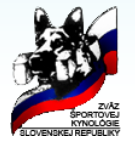 ZVÄZ
ŠPORTOVEJ
KYNOLÓGIE
SLOVENSKEJ REPUBLIKY